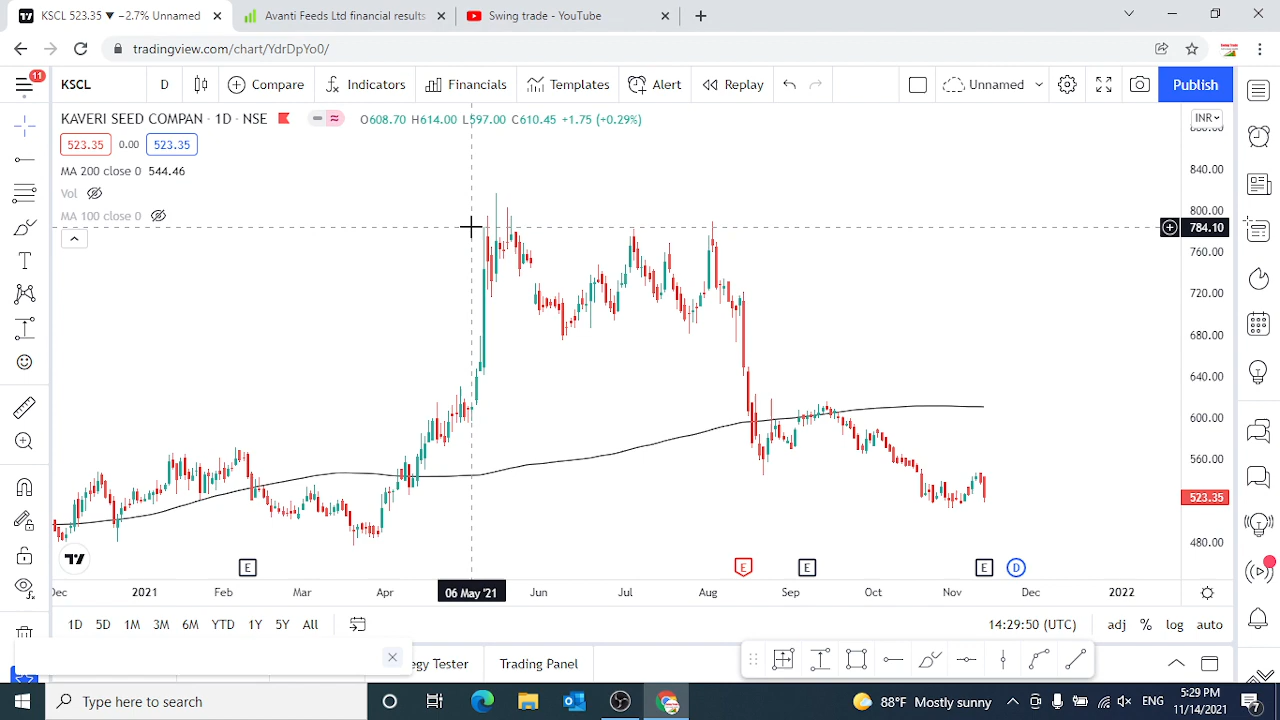 KSCL 523.35 ▼ −2.7% Unnamed
Avanti Feeds Ltd financial results
Swing trade - YouTube
tradingview.com/chart/YdrDpYo0/
11
KSCL D Compare Indicators Financials Templates Alert Replay Unnamed Publish
KAVERI SEED COMPAN · 1D · NSE O608.70 H614.00 L597.00 C610.45 +1.75 (+0.29%) INR
523.35 0.00 523.35
MA 200 close 0 544.46
Vol
MA 100 close 0
840.00
800.00
784.10
760.00
720.00
680.00
640.00
600.00
560.00
523.35
480.00
E E E E D
Dec 2021 Feb Mar Apr 06 May '21 Jun Jul Aug Sep Oct Nov Dec 2022
1D 5D 1M 3M 6M YTD 1Y 5Y All 14:29:50 (UTC) adj % log auto
Tester Trading Panel
Type here to search
88°F Mostly sunny ENG 5:29 PM
11/14/2021
7